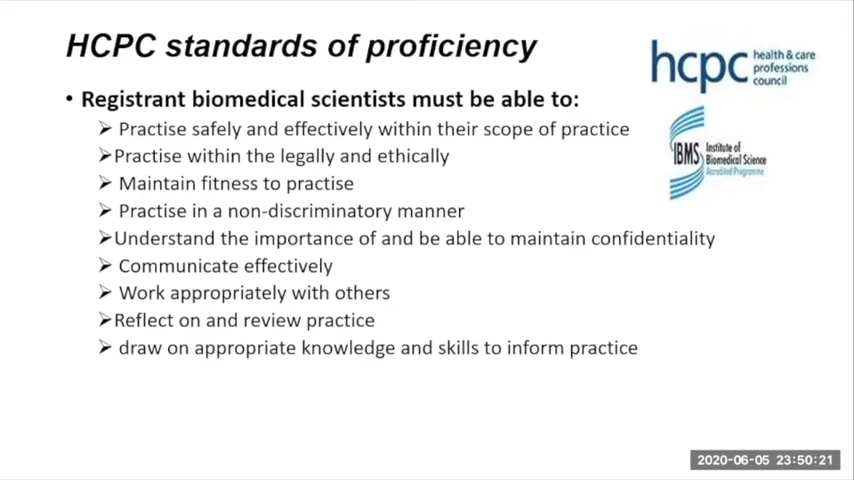 HCPC standards of proficiency
hcpc health & care
professions
council
• Registrant biomedical scientists must be able to:
➢ Practise safely and effectively within their scope of practice
➢Practise within the legally and ethically
IBMS Institute of
Biomedical Science
Accredited Programme
➢ Maintain fitness to practise
➢ Practise in a non-discriminatory manner
➢Understand the importance of and be able to maintain confidentiality
➢ Communicate effectively
➢ Work appropriately with others
➢Reflect on and review practice
➢ draw on appropriate knowledge and skills to inform practice
2020-06-05 23:50:21